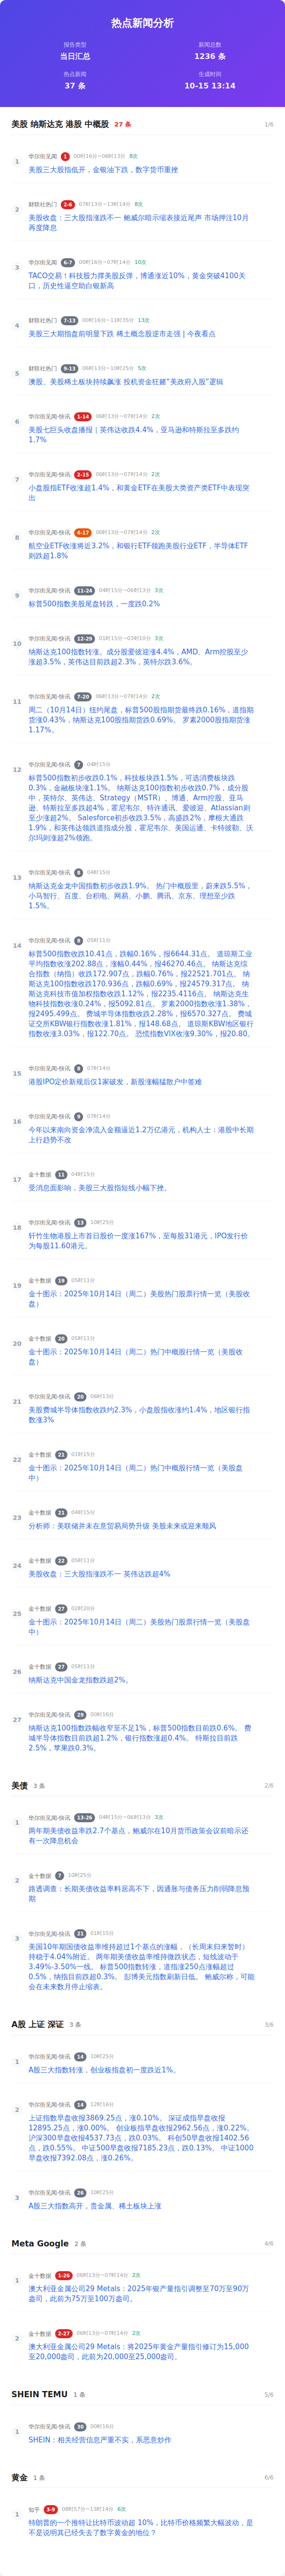 热点新闻分析
报告类型
当日汇总
新闻总数
1236 条
热点新闻
37 条
生成时间
10-15 13:14
美股 纳斯达克 港股 中概股 27 条 1/6
1
华尔街见闻 1 00时16分~06时13分 8次
美股三大股指低开，金银油下跌，数字货币重挫
2
财联社热门 2-6 07时13分~13时14分 8次
美股收盘：三大股指涨跌不一 鲍威尔暗示缩表接近尾声 市场押注10月
再度降息
3
华尔街见闻 6-7 00时16分~07时14分 10次
TACO交易！科技股力撑美股反弹，博通涨近10%，黄金突破4100关
口，历史性逼空助白银新高
4
财联社热门 7-13 00时16分~11时35分 13次
美股三大期指盘前明显下跌 稀土概念股逆市走强 | 今夜看点
5
财联社热门 9-13 06时13分~10时25分 5次
澳股、美股稀土板块持续飙涨 投机资金狂赌“美政府入股”逻辑
6
华尔街见闻-快讯 1-14 06时13分~07时14分 2次
美股七巨头收盘播报｜英伟达收跌4.4%，亚马逊和特斯拉至多跌约
1.7%
7
华尔街见闻-快讯 2-15 06时13分~07时14分 2次
小盘股指ETF收涨超1.4%，和黄金ETF在美股大类资产类ETF中表现突
出
8
华尔街见闻-快讯 4-17 06时13分~07时14分 2次
航空业ETF收涨将近3.2%，和银行ETF领跑美股行业ETF，半导体ETF
则跌超1.8%
9
华尔街见闻-快讯 11-24 04时15分~06时13分 3次
标普500指数美股尾盘转跌，一度跌0.2%
10
华尔街见闻-快讯 12-29 01时15分~03时10分 3次
纳斯达克100指数转涨。成分股爱彼迎涨4.4%，AMD、Arm控股至少
涨超3.5%，英伟达目前跌超2.3%，英特尔跌3.6%。
11
华尔街见闻-快讯 7-20 06时13分~07时14分 2次
周二（10月14日）纽约尾盘，标普500股指期货最终跌0.16%，道指期
货涨0.43%，纳斯达克100股指期货跌0.69%。 罗素2000股指期货涨
1.17%。
12
华尔街见闻-快讯 7 04时15分
标普500指数初步收跌0.1%，科技板块跌1.5%，可选消费板块跌
0.3%，金融板块涨1.1%。 纳斯达克100指数初步收跌0.7%，成分股
中，英特尔、英伟达、Strategy（MSTR）、博通、Arm控股、亚马
逊、特斯拉至多跌超4%，霍尼韦尔、特许通讯、爱彼迎、Atlassian则
至少涨超2%。 Salesforce初步收跌3.5%，高盛跌2%，摩根大通跌
1.9%，和英伟达领跌道指成分股，霍尼韦尔、美国运通、卡特彼勒、沃
尔玛则涨超2%领跑。
13
华尔街见闻-快讯 8 04时15分
纳斯达克金龙中国指数初步收跌1.9%。 热门中概股里，蔚来跌5.5%，
小马智行、百度、台积电、网易、小鹏、腾讯、京东、理想至少跌
1.5%。
14
华尔街见闻-快讯 8 05时11分
标普500指数收跌10.41点，跌幅0.16%，报6644.31点。 道琼斯工业
平均指数收涨202.88点，涨幅0.44%，报46270.46点。 纳斯达克综
合指数（纳指）收跌172.907点，跌幅0.76%，报22521.701点。 纳
斯达克100指数收跌170.936点，跌幅0.69%，报24579.317点。 纳
斯达克科技市值加权指数收跌1.12%，报2235.4116点。 纳斯达克生
物科技指数收涨0.24%，报5092.81点。 罗素2000指数收涨1.38%，
报2495.499点。 费城半导体指数收跌2.28%，报6570.327点。 费城
证交所KBW银行指数收涨1.81%，报148.68点。 道琼斯KBW地区银行
指数收涨3.03%，报122.70点。 恐慌指数VIX收涨9.30%，报20.80。
15
华尔街见闻-快讯 8 07时14分
港股IPO定价新规后仅1家破发，新股涨幅猛散户中签难
16
华尔街见闻-快讯 9 07时14分
今年以来南向资金净流入金额逼近1.2万亿港元，机构人士：港股中长期
上行趋势不改
17
金十数据 11 04时15分
受消息面影响，美股三大股指短线小幅下挫。
18
华尔街见闻-快讯 13 10时25分
轩竹生物港股上市首日股价一度涨167%，至每股31港元，IPO发行价
为每股11.60港元。
19
金十数据 19 05时11分
金十图示：2025年10月14日（周二）美股热门股票行情一览（美股收
盘）
20
金十数据 20 05时11分
金十图示：2025年10月14日（周二）热门中概股行情一览（美股收
盘）
21
华尔街见闻-快讯 20 06时13分
美股费城半导体指数收跌约2.3%，小盘股指收涨约1.4%，地区银行指
数涨3%
22
金十数据 21 01时15分
金十图示：2025年10月14日（周二）热门中概股行情一览（美股盘
中）
23
金十数据 21 04时15分
分析师：美联储并未在意贸易局势升级 美股未来或迎来顺风
24
金十数据 22 05时11分
美股收盘：三大股指涨跌不一 英伟达跌超4%
25
金十数据 27 02时20分
金十图示：2025年10月14日（周二）美股热门股票行情一览（美股盘
中）
26
金十数据 27 05时11分
纳斯达克中国金龙指数跌超2%。
27
华尔街见闻-快讯 29 00时16分
纳斯达克100指数跌幅收窄至不足1%，标普500指数目前跌0.6%。 费
城半导体指数目前跌超1.2%，银行指数涨超0.4%。 特斯拉目前跌
2.5%，苹果跌0.3%。
美债 3 条 2/6
1
华尔街见闻-快讯 13-26 04时15分~06时13分 3次
两年期美债收益率跌2.7个基点，鲍威尔在10月货币政策会议前暗示还
有一次降息机会
2
金十数据 7 10时25分
路透调查：长期美债收益率料居高不下，因通胀与债务压力削弱降息预
期
3
华尔街见闻-快讯 21 01时15分
美国10年期国债收益率维持超过1个基点的涨幅，（长周末归来暂时）
持稳于4.04%附近。 两年期美债收益率维持微跌状态，短线波动于
3.49%-3.50%一线。 标普500指数转涨，道指涨250点涨幅超过
0.5%，纳指目前跌超0.3%。 彭博美元指数刷新日低。 鲍威尔称，可能
会在未来数月停止缩表。
A股 上证 深证 3 条 3/6
1
华尔街见闻-快讯 14 10时25分
A股三大指数转涨，创业板指盘初一度跌近1%。
2
华尔街见闻-快讯 14 12时16分
上证指数早盘收报3869.25点，涨0.10%。 深证成指早盘收报
12895.25点，涨0.00%。 创业板指早盘收报2962.56点，涨0.22%。
沪深300早盘收报4537.73点，跌0.03%。 科创50早盘收报1402.56
点，跌0.55%。 中证500早盘收报7185.23点，跌0.13%。 中证1000
早盘收报7392.08点，涨0.26%。
3
华尔街见闻-快讯 26 10时25分
A股三大指数高开，贵金属、稀土板块上涨
Meta Google 2 条 4/6
1
金十数据 1-26 06时13分~07时14分 2次
澳大利亚金属公司29 Metals：2025年银产量指引调整至70万至90万
盎司，此前为75万至100万盎司。
2
金十数据 2-27 06时13分~07时14分 2次
澳大利亚金属公司29 Metals：将2025年黄金产量指引修订为15,000
至20,000盎司，此前为20,000至25,000盎司。
SHEIN TEMU 1 条 5/6
1
华尔街见闻-快讯 30 00时16分
SHEIN：相关经营信息严重不实，系恶意炒作
黄金 1 条 6/6
1
知乎 3-9 08时57分~13时14分 6次
特朗普的一个推特让比特币波动超 10%，比特币价格频繁大幅波动，是
不是说明其已经失去了数字黄金的地位？